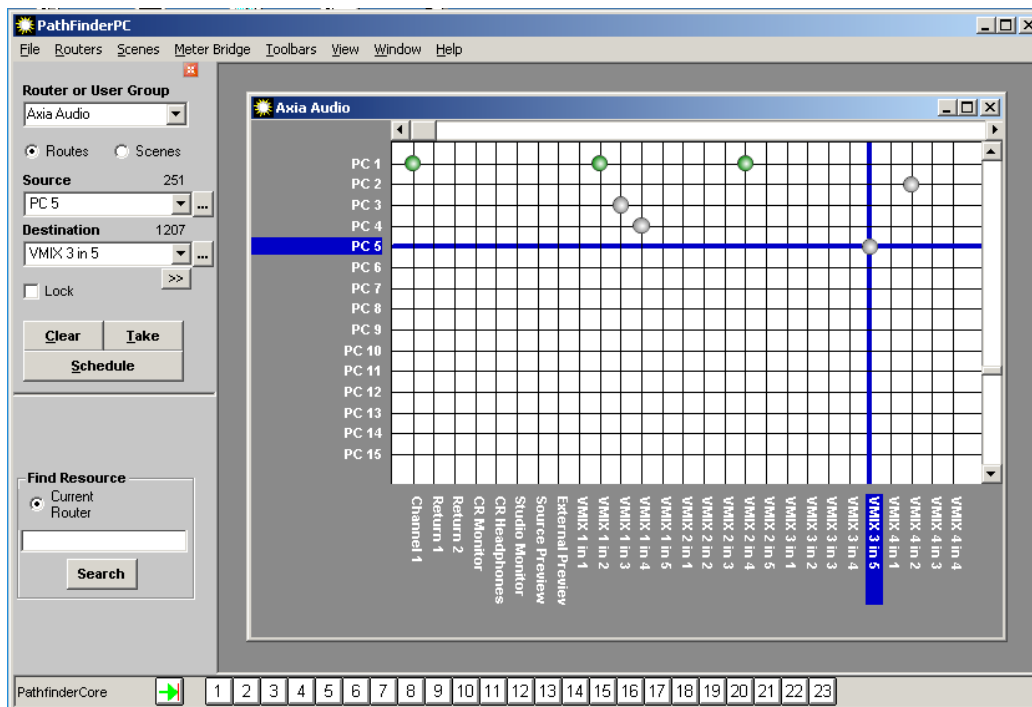 PathFinderPC
File Routers Scenes Meter Bridge Toolbars View Window Help
Router or User Group
Axia Audio
Routes Scenes
Source 251
PC 5 ...
Destination 1207
VMIX 3 in 5 ...
>>
Lock
Clear Take
Schedule
Find Resource
Current
Router
Search
Axia Audio
PC 1
PC 2
PC 3
PC 4
PC 5
PC 6
PC 7
PC 8
PC 9
PC 10
PC 11
PC 12
PC 13
PC 14
PC 15
Channel 1
Return 1
Return 2
CR Monitor
CR Headphones
Studio Monitor
Source Preview
External Preview
VMIX 1 in 1
VMIX 1 in 2
VMIX 1 in 3
VMIX 1 in 4
VMIX 1 in 5
VMIX 2 in 1
VMIX 2 in 2
VMIX 2 in 3
VMIX 2 in 4
VMIX 2 in 5
VMIX 3 in 1
VMIX 3 in 2
VMIX 3 in 3
VMIX 3 in 4
VMIX 3 in 5
VMIX 4 in 1
VMIX 4 in 2
VMIX 4 in 3
VMIX 4 in 4
PathfinderCore 1 2 3 4 5 6 7 8 9 10 11 12 13 14 15 16 17 18 19 20 21 22 23